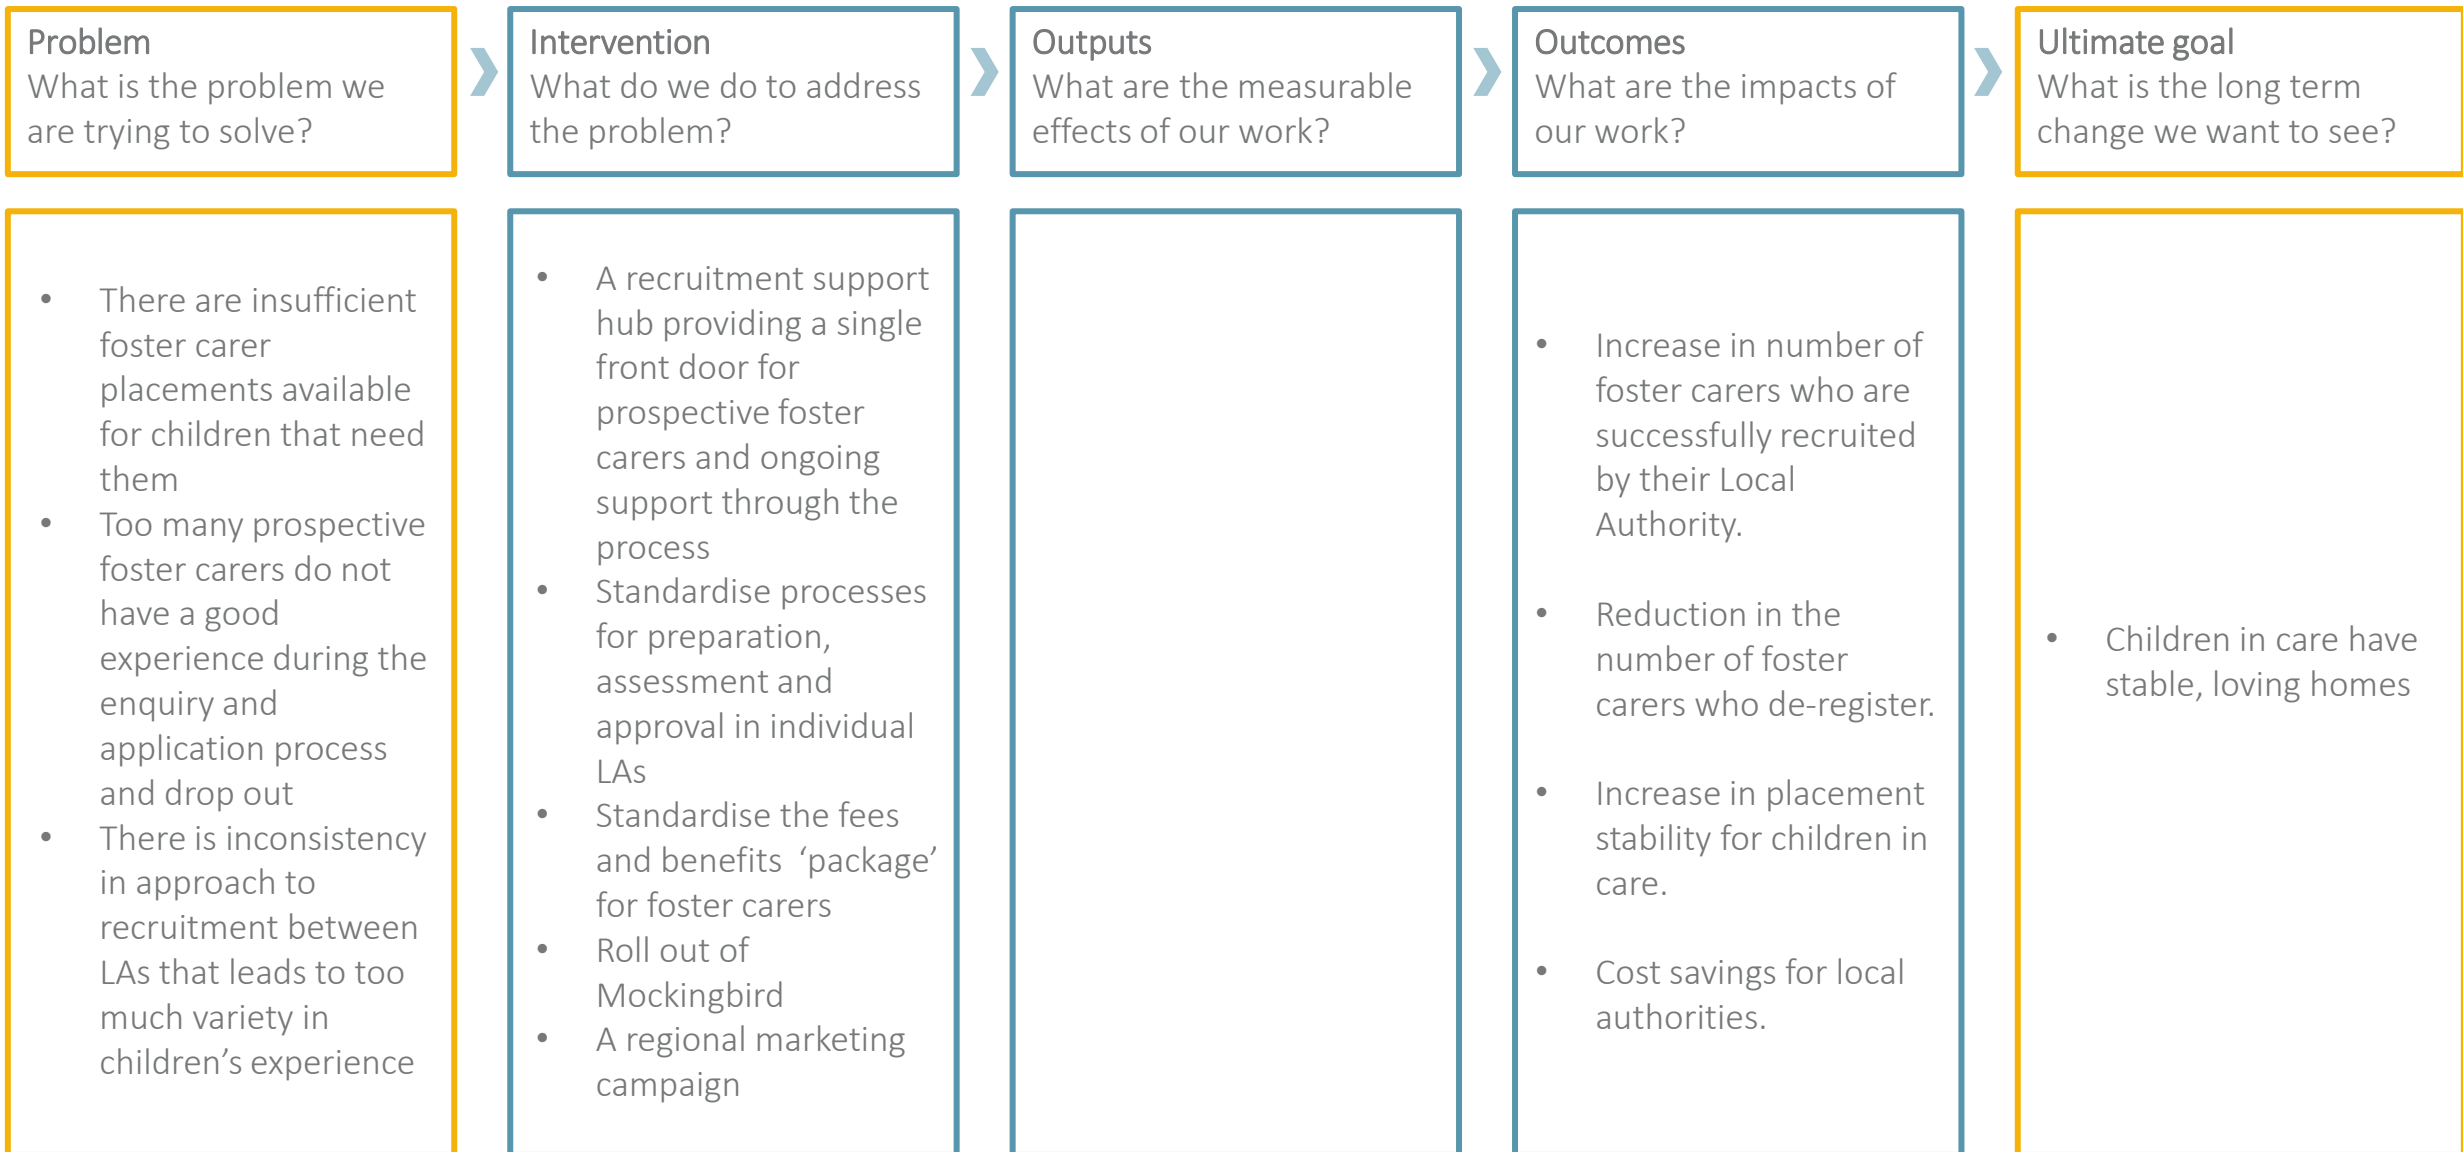 Problem
What is the problem we
are trying to solve?
Intervention
What do we do to address
the problem?
Outputs
What are the measurable
effects of our work?
Outcomes
What are the impacts of
our work?
Ultimate goal
What is the long term
change we want to see?
• There are insufficient
foster carer
placements available
for children that need
them
• Too many prospective
foster carers do not
have a good
experience during the
enquiry and
application process
and drop out
• There is inconsistency
in approach to
recruitment between
LAs that leads to too
much variety in
children’s experience
• A recruitment support
hub providing a single
front door for
prospective foster
carers and ongoing
support through the
process
• Standardise processes
for preparation,
assessment and
approval in individual
LAs
• Standardise the fees
and benefits ‘package’
for foster carers
• Roll out of
Mockingbird
• A regional marketing
campaign
• Increase in number of
foster carers who are
successfully recruited
by their Local
Authority.
• Reduction in the
number of foster
carers who de-register.
• Increase in placement
stability for children in
care.
• Cost savings for local
authorities.
• Children in care have
stable, loving homes